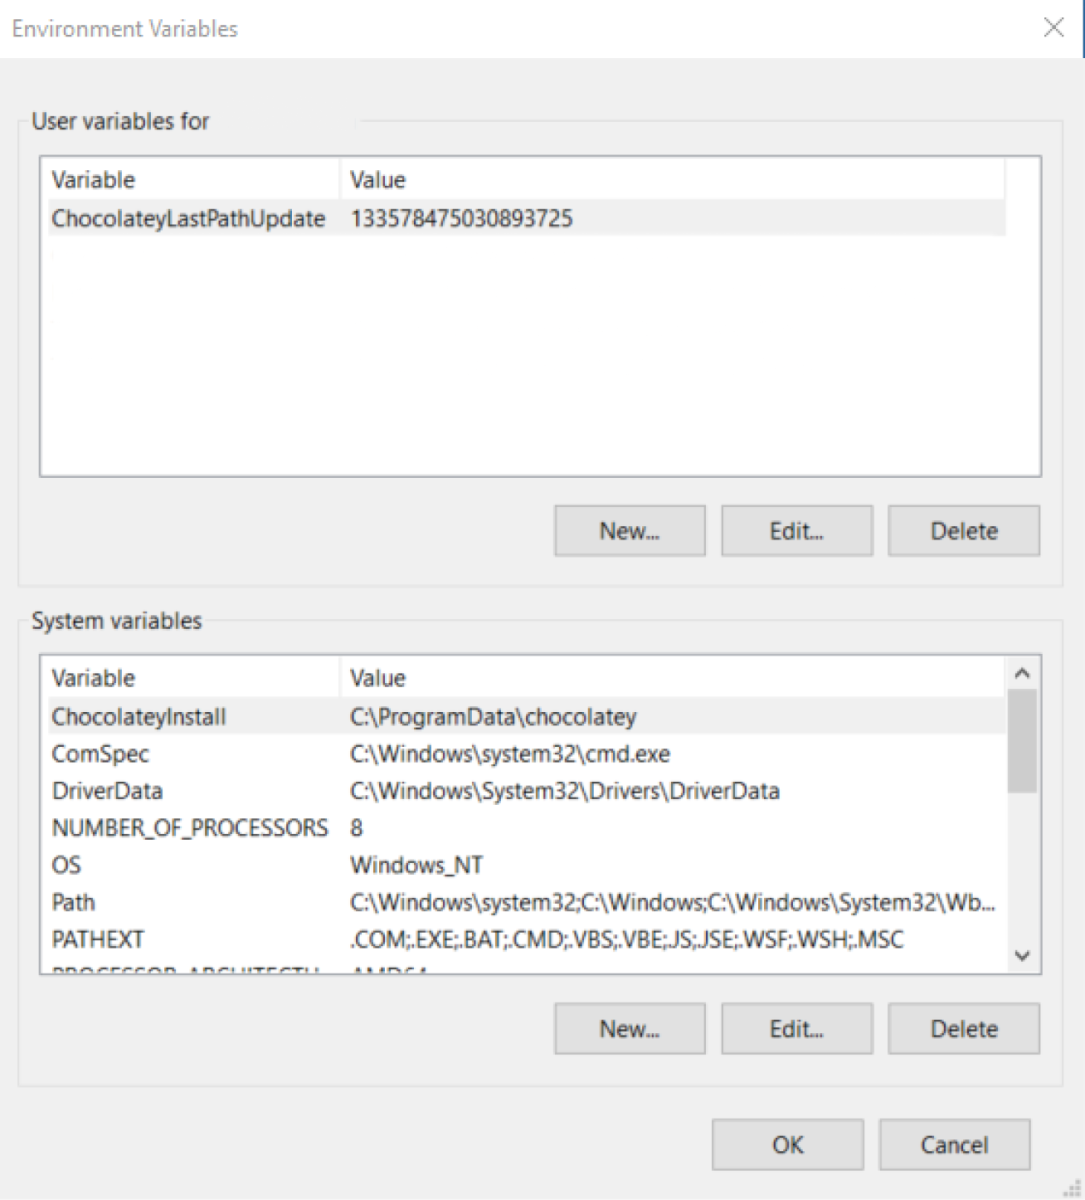 Environment Variables
User variables for
Variable Value
ChocolateyLastPathUpdate 133578475030893725
New... Edit... Delete
System variables
Variable Value
ChocolateyInstall C:\ProgramData\chocolatey
ComSpec C:\Windows\system32\cmd.exe
DriverData C:\Windows\System32\Drivers\DriverData
NUMBER_OF_PROCESSORS 8
OS Windows_NT
Path C:\Windows\system32;C:\Windows;C:\Windows\System32\Wb...
PATHEXT .COM;.EXE;.BAT;.CMD;.VBS;.VBE;.JS;.JSE;.WSF;.WSH;.MSC
PROCESSOR_ARCHITECTU... AMD64
New... Edit... Delete
OK Cancel